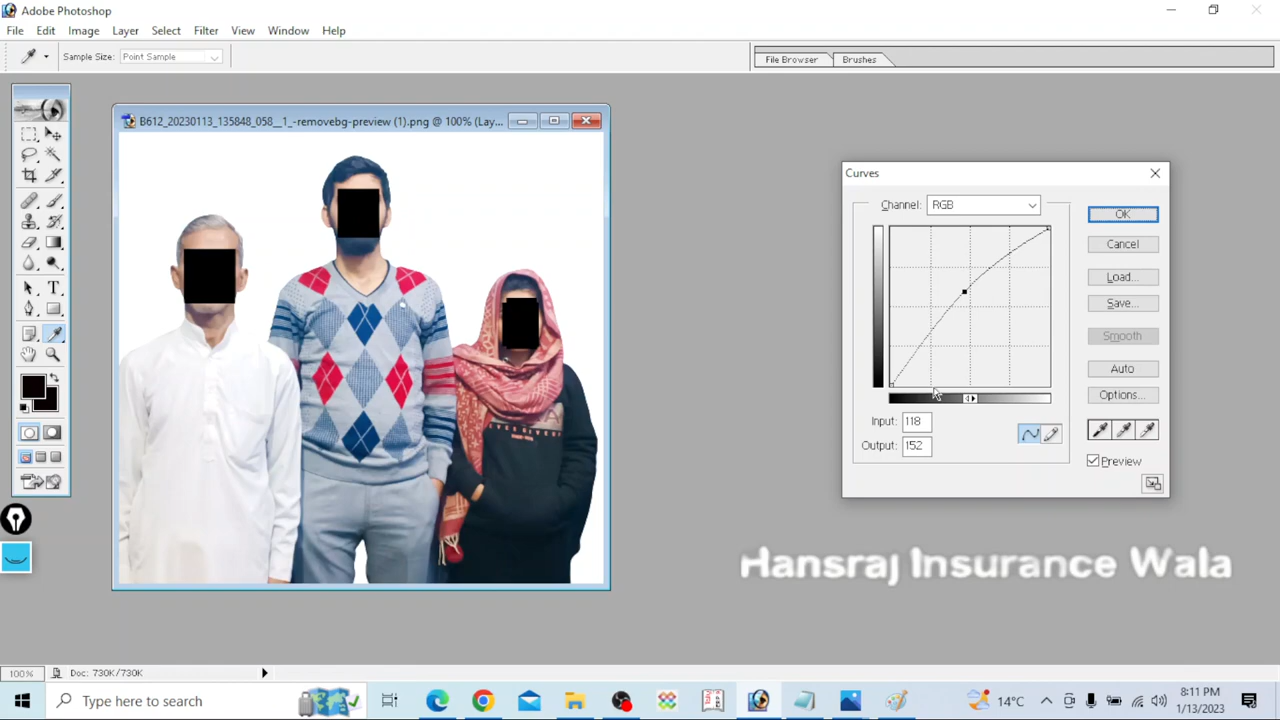 Adobe Photoshop
File Edit Image Layer Select Filter View Window Help
Sample Size: Point Sample
File Browser Brushes
B612_20230113_135848_058__1_-removebg-preview (1).png @ 100% (Lay...
Curves
Channel: RGB
OK
Cancel
Load...
Save...
Smooth
Auto
Options...
Input: 118
Output: 152
Preview
Hansraj Insurance Wala
100% Doc: 730K/730K
Type here to search
14°C
8:11 PM
1/13/2023